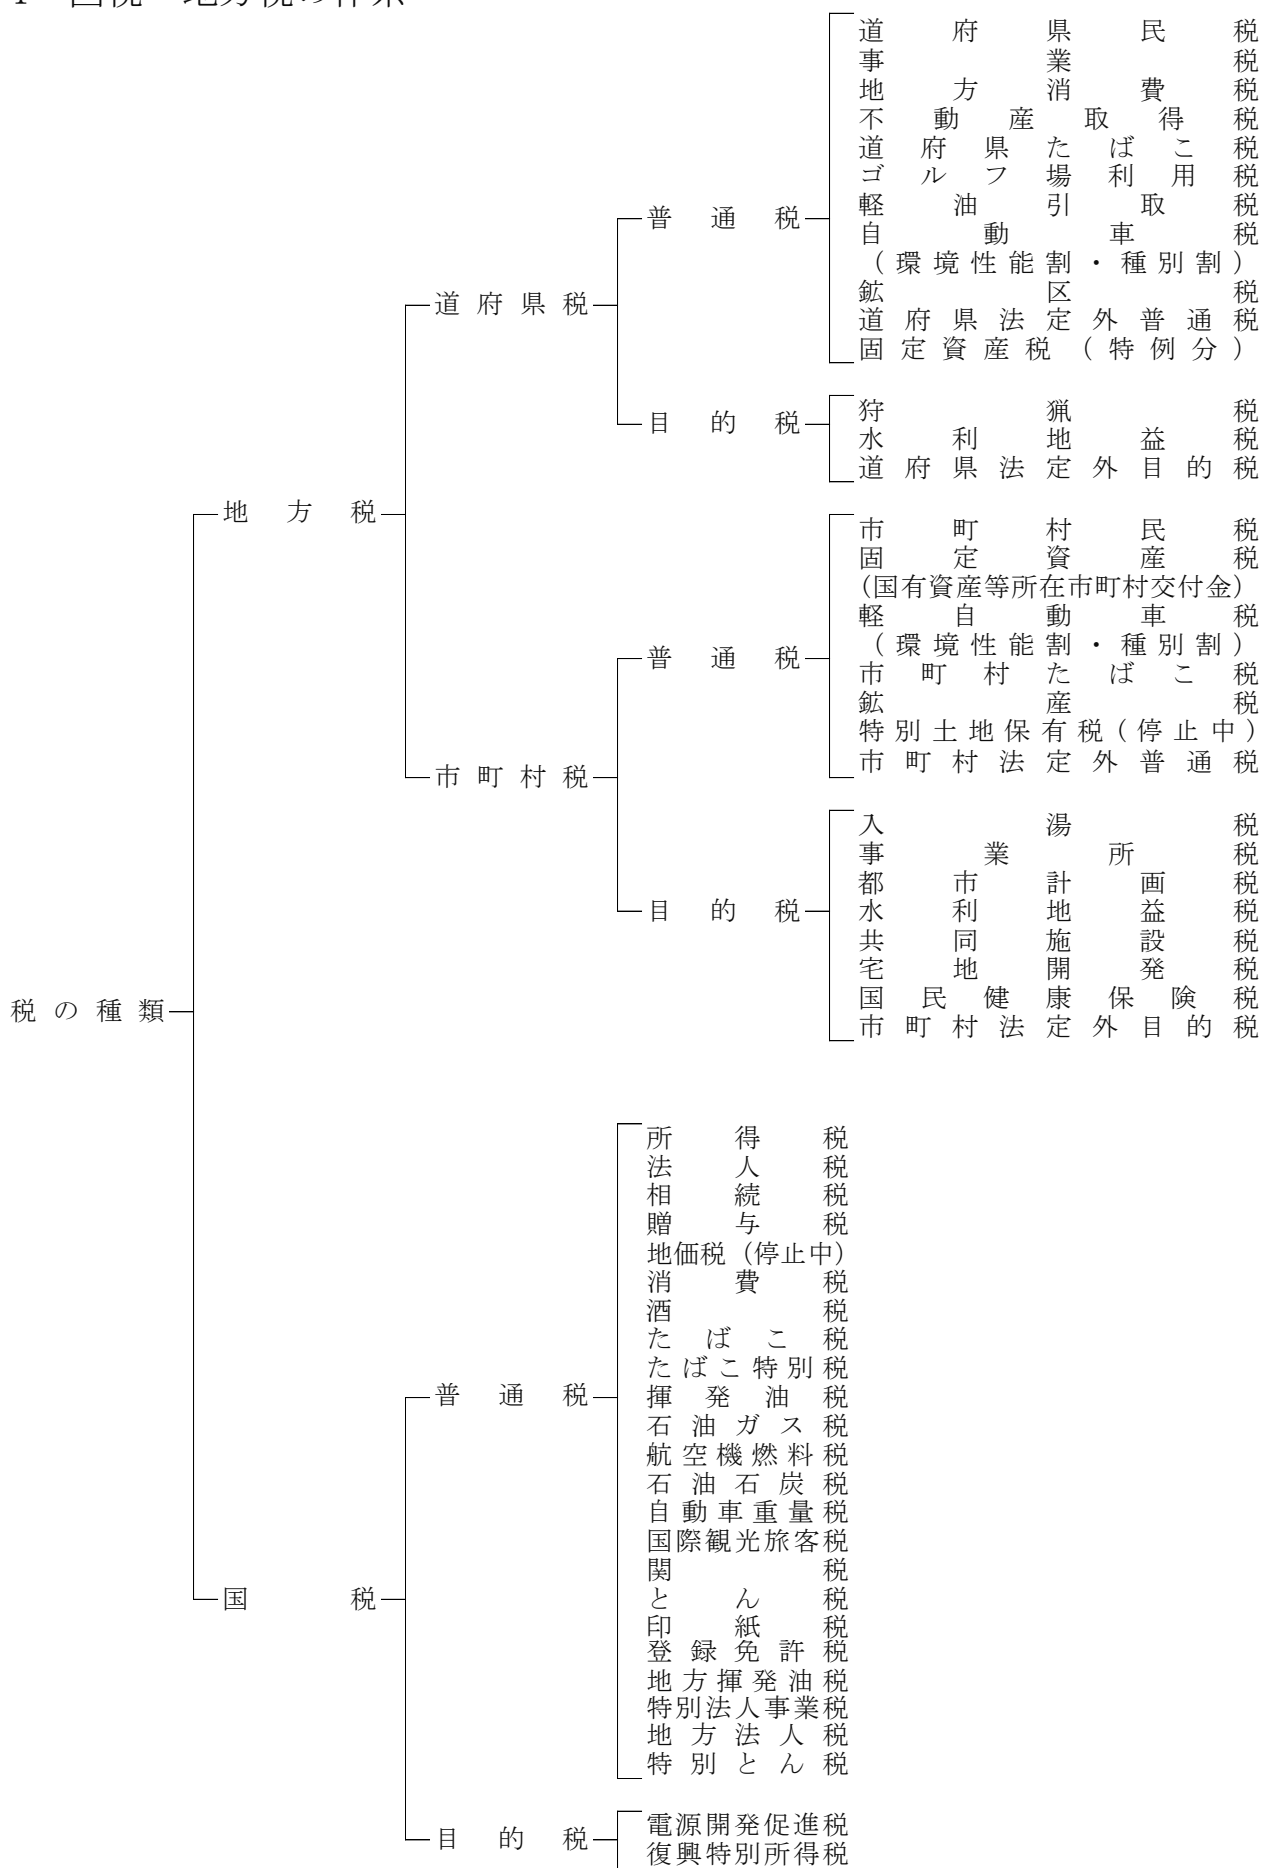 道府県民税
事業税
地方消費税
不動産取得税
道府県たばこ税
ゴルフ場利用税
軽油引取税
自動車税
（環境性能割・種別割）
鉱区税
道府県法定外普通税
固定資産税（特例分）
普通税
道府県税
目的税
狩猟税
水利地益税
道府県法定外目的税
地方税
市町村民税
固定資産税
(国有資産等所在市町村交付金)
軽自動車税
（環境性能割・種別割）
市町村たばこ税
鉱産税
特別土地保有税(停止中)
市町村法定外普通税
普通税
市町村税
目的税
入湯税
事業所税
都市計画税
水利地益税
共同施設税
宅地開発税
国民健康保険税
市町村法定外目的税
税の種類
所得税
法人税
相続税
贈与税
地価税（停止中）
消費税
酒税
たばこ税
たばこ特別税
揮発油税
石油ガス税
航空機燃料税
石油石炭税
自動車重量税
国際観光旅客税
関税
とん税
印紙税
登録免許税
地方揮発油税
特別法人事業税
地方法人税
特別とん税
普通税
国税
目的税
電源開発促進税
復興特別所得税